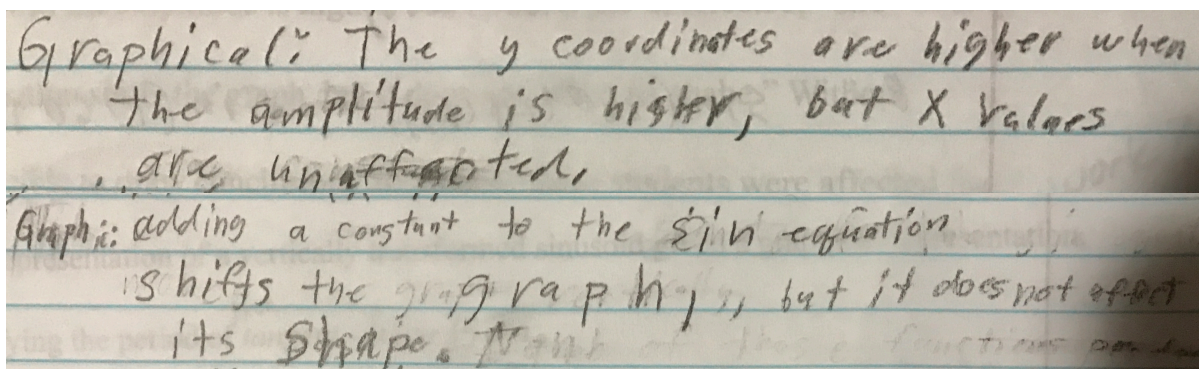 Graphical: The y coordinates are higher when
the amplitude is higher, but X values
are unaffected.
Graphic: adding a constant to the sin equation
shifts the graph, but it does not affect
its shape.